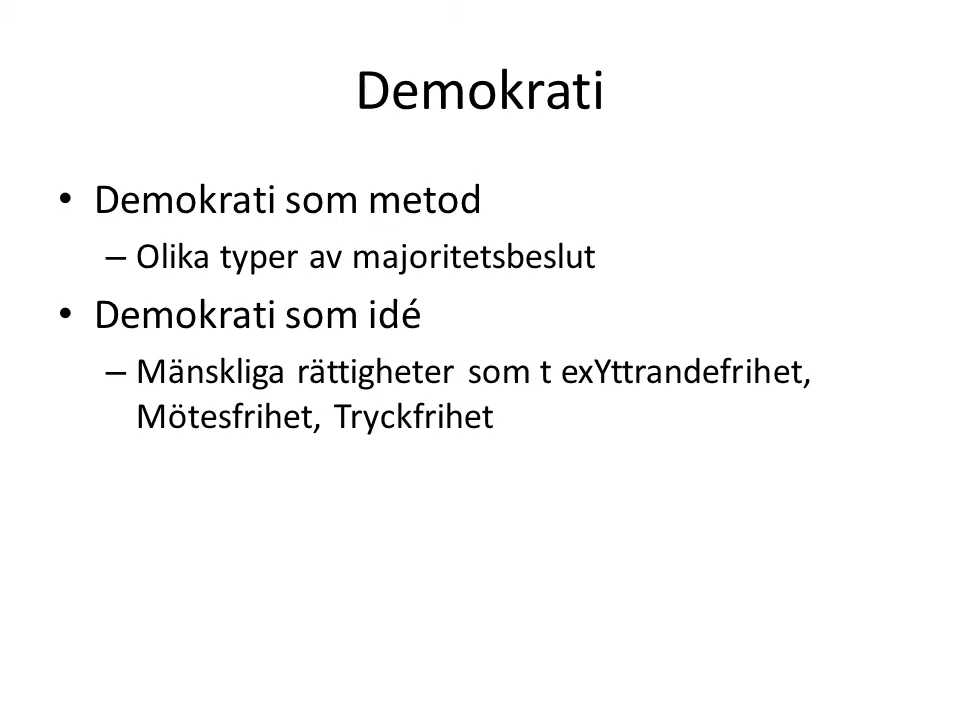 Demokrati
• Demokrati som metod
– Olika typer av majoritetsbeslut
• Demokrati som idé
– Mänskliga rättigheter som t exYttrandefrihet,
Mötesfrihet, Tryckfrihet